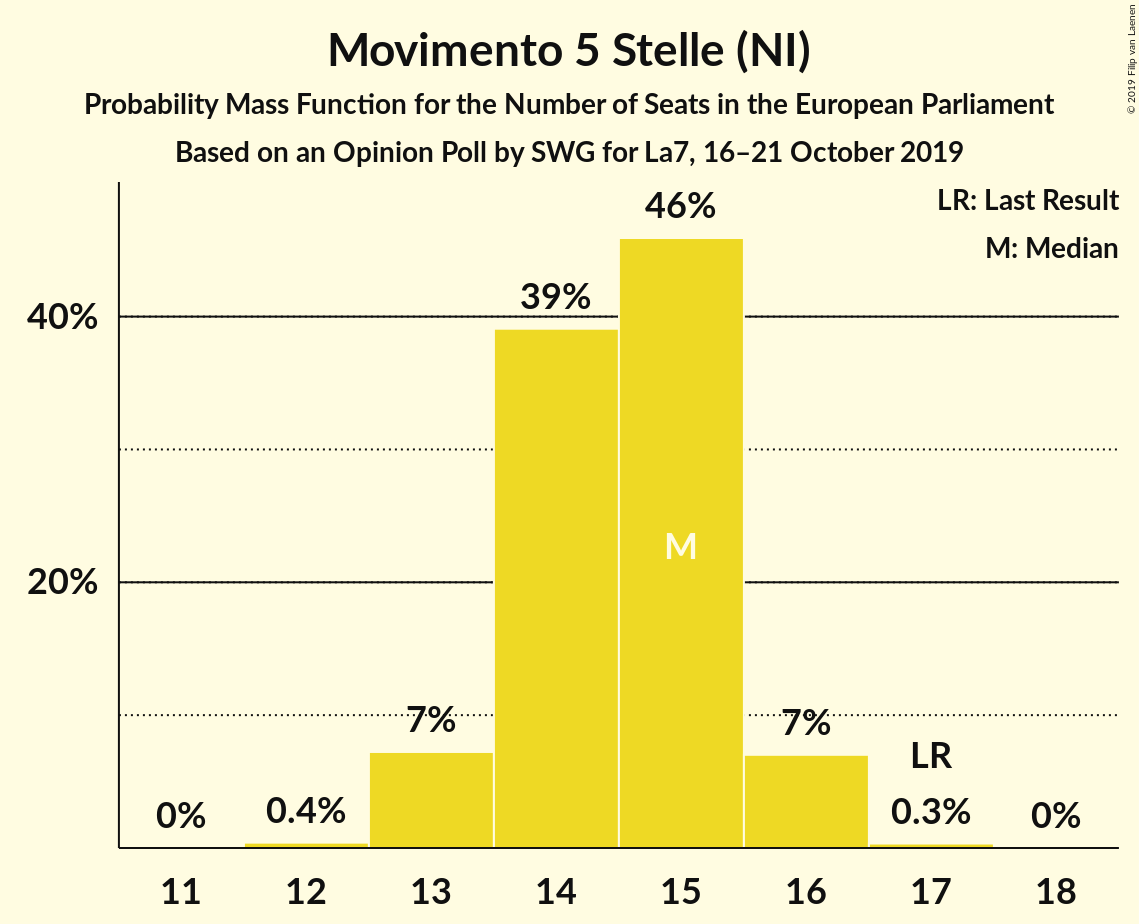 Movimento 5 Stelle (NI)
Probability Mass Function for the Number of Seats in the European Parliament
Based on an Opinion Poll by SWG for La7, 16–21 October 2019
© 2019 Filip van Laenen
LR: Last Result
M: Median
40%
20%
0%
0.4%
7%
39%
46%
M
7%
LR
0.3%
0%
11 12 13 14 15 16 17 18